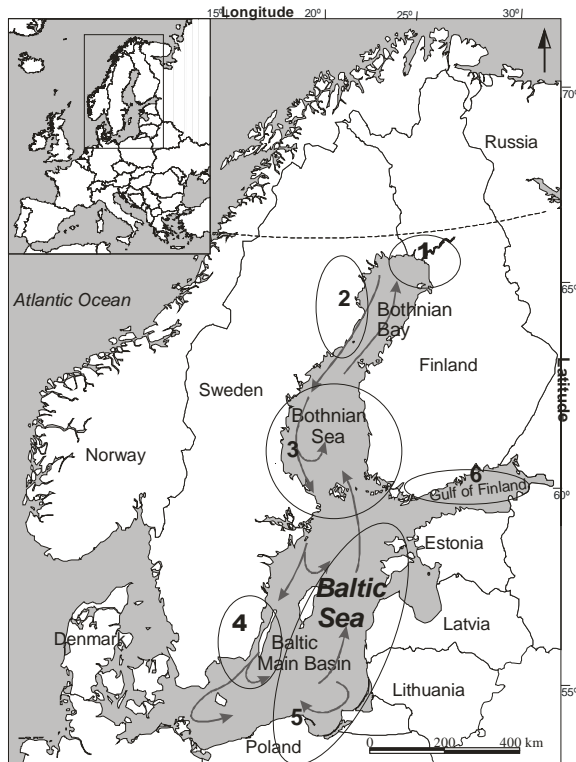 Longitude
15° 20° 25° 30°
70°
Russia
1
Atlantic Ocean
2
65°
Bothnian
Bay
Finland
Latitude
Sweden
Bothnian
Sea
3
Norway
6
Gulf of Finland
60°
Estonia
Baltic
Sea
4
Latvia
Denmark
Baltic
Main Basin
Lithuania
55°
5
Poland
0 200 400 km